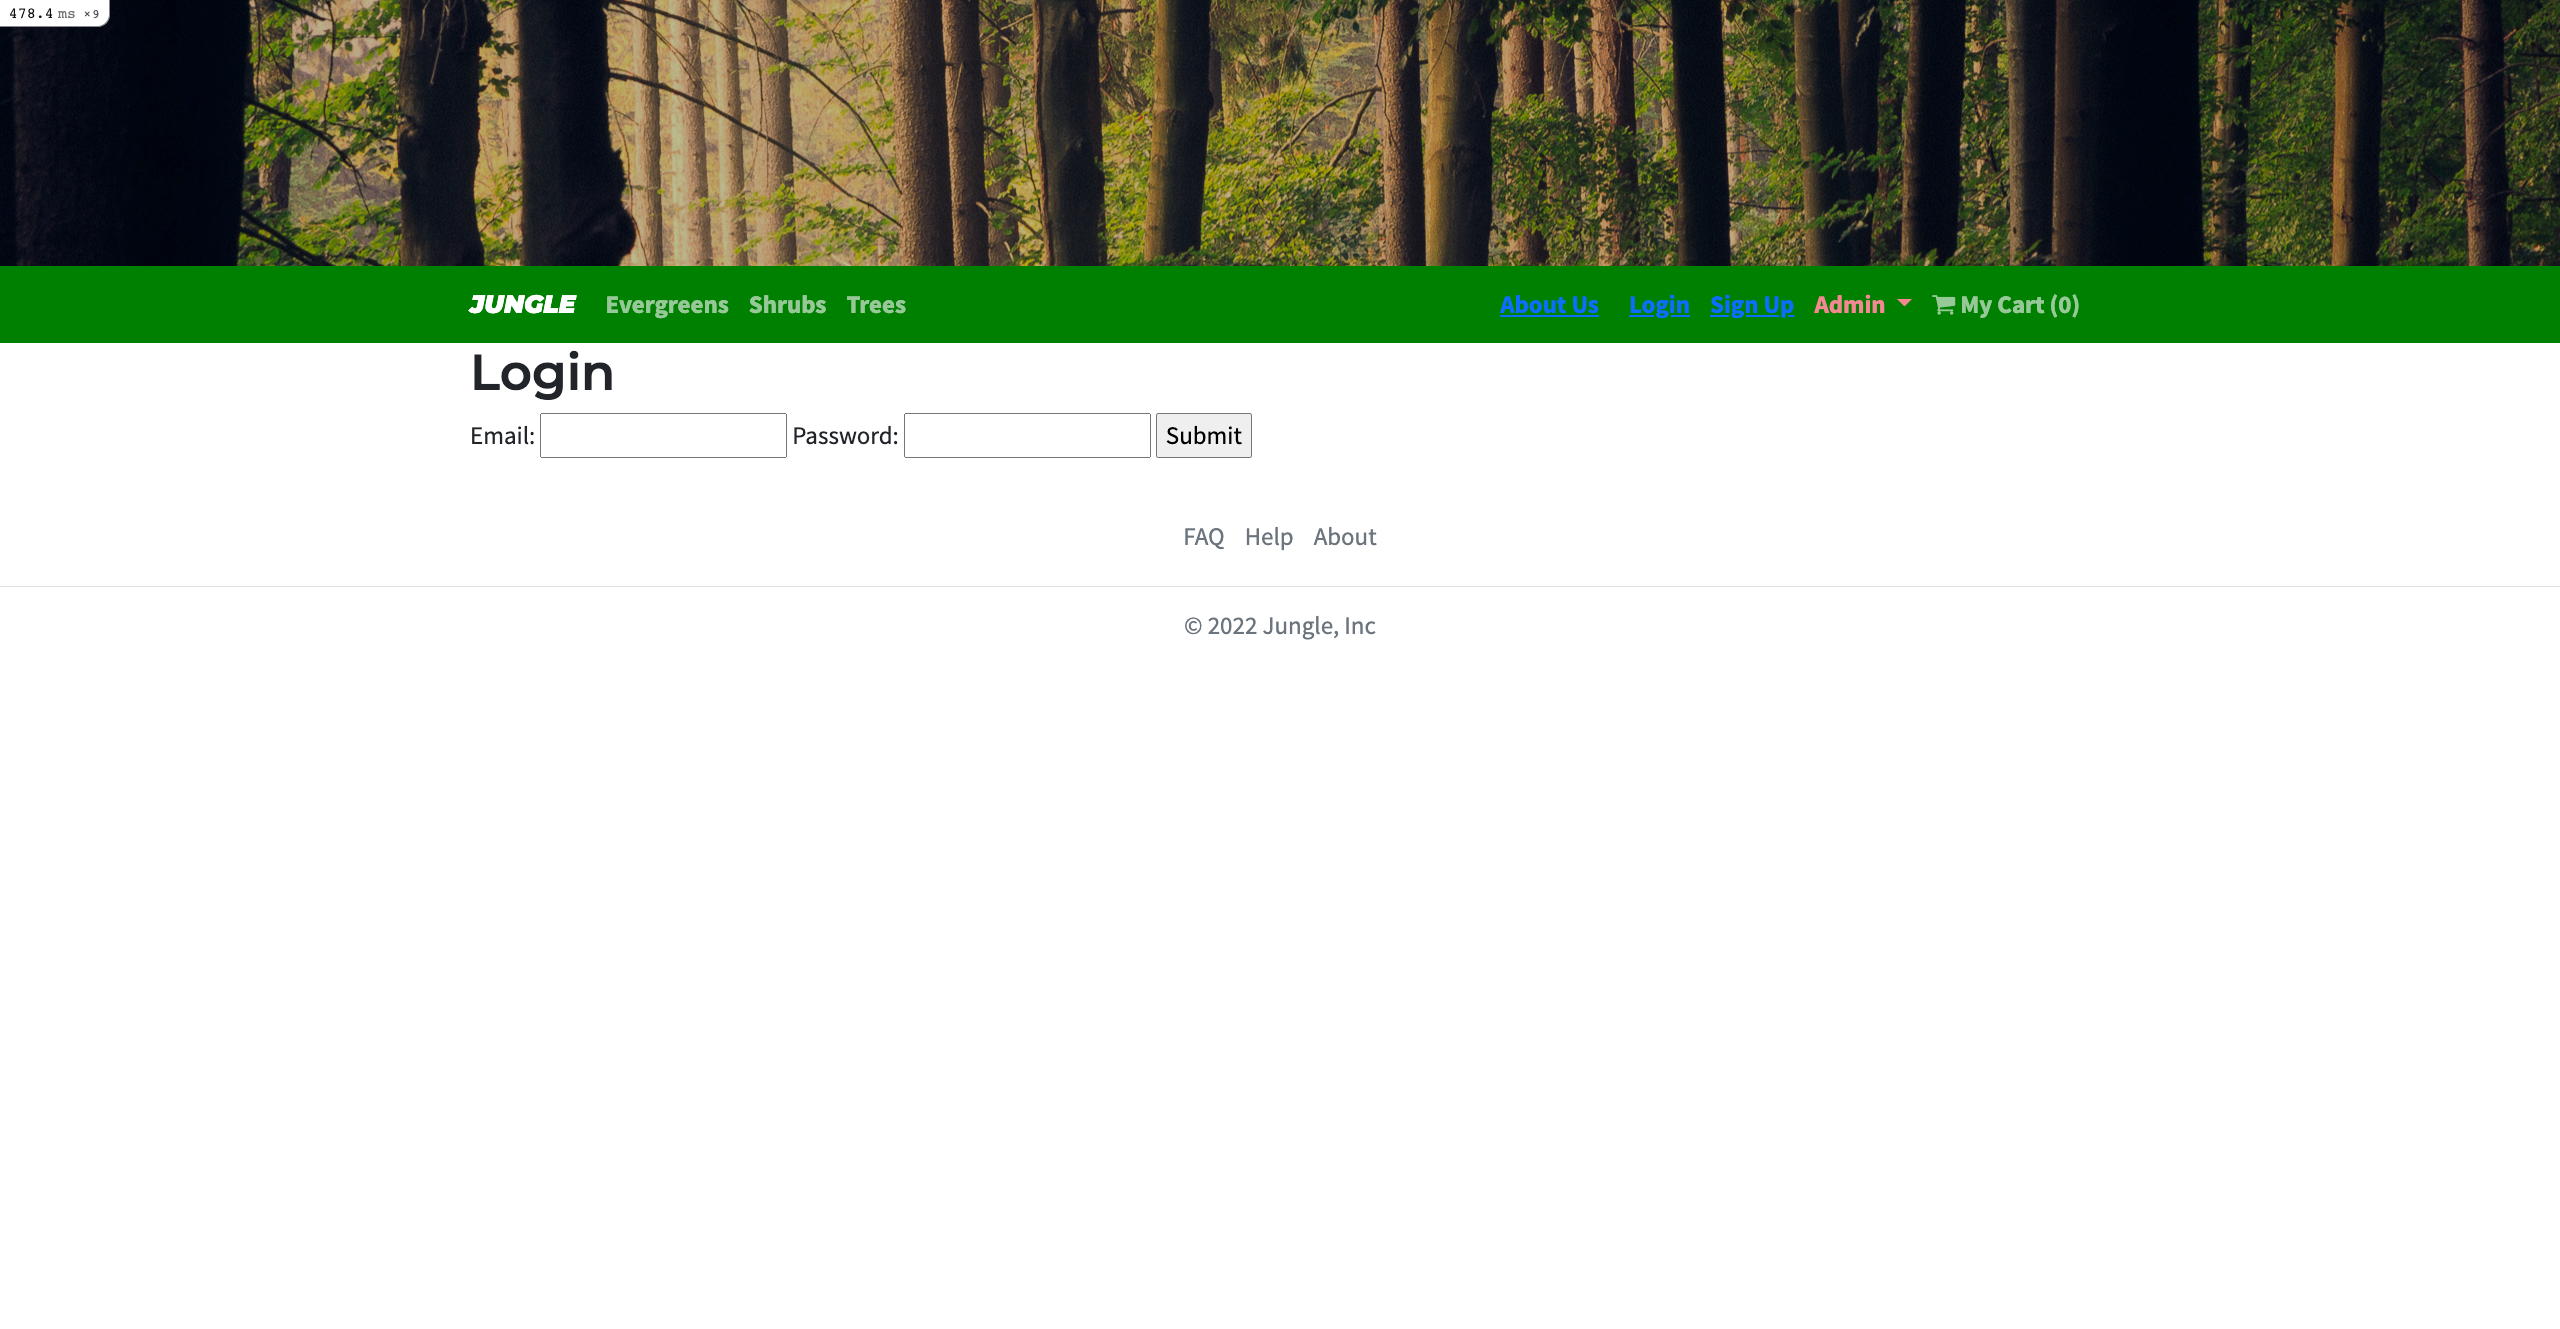 478.4 ms ×9
JUNGLE Evergreens Shrubs Trees About Us Login Sign Up Admin My Cart (0)
Login
Email: Password: Submit
FAQ Help About
© 2022 Jungle, Inc